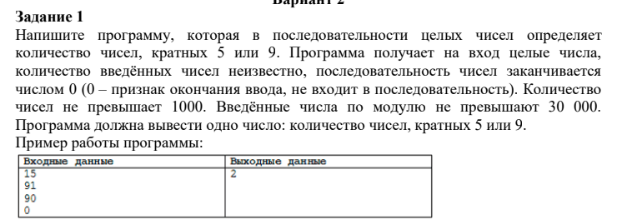 Вариант 2
Задание 1
Напишите программу, которая в последовательности целых чисел определяет
количество чисел, кратных 5 или 9. Программа получает на вход целые числа,
количество введённых чисел неизвестно, последовательность чисел заканчивается
числом 0 (0 – признак окончания ввода, не входит в последовательность). Количество
чисел не превышает 1000. Введённые числа по модулю не превышают 30 000.
Программа должна вывести одно число: количество чисел, кратных 5 или 9.
Пример работы программы:
Входные данные Выходные данные
15 2
91
90
0